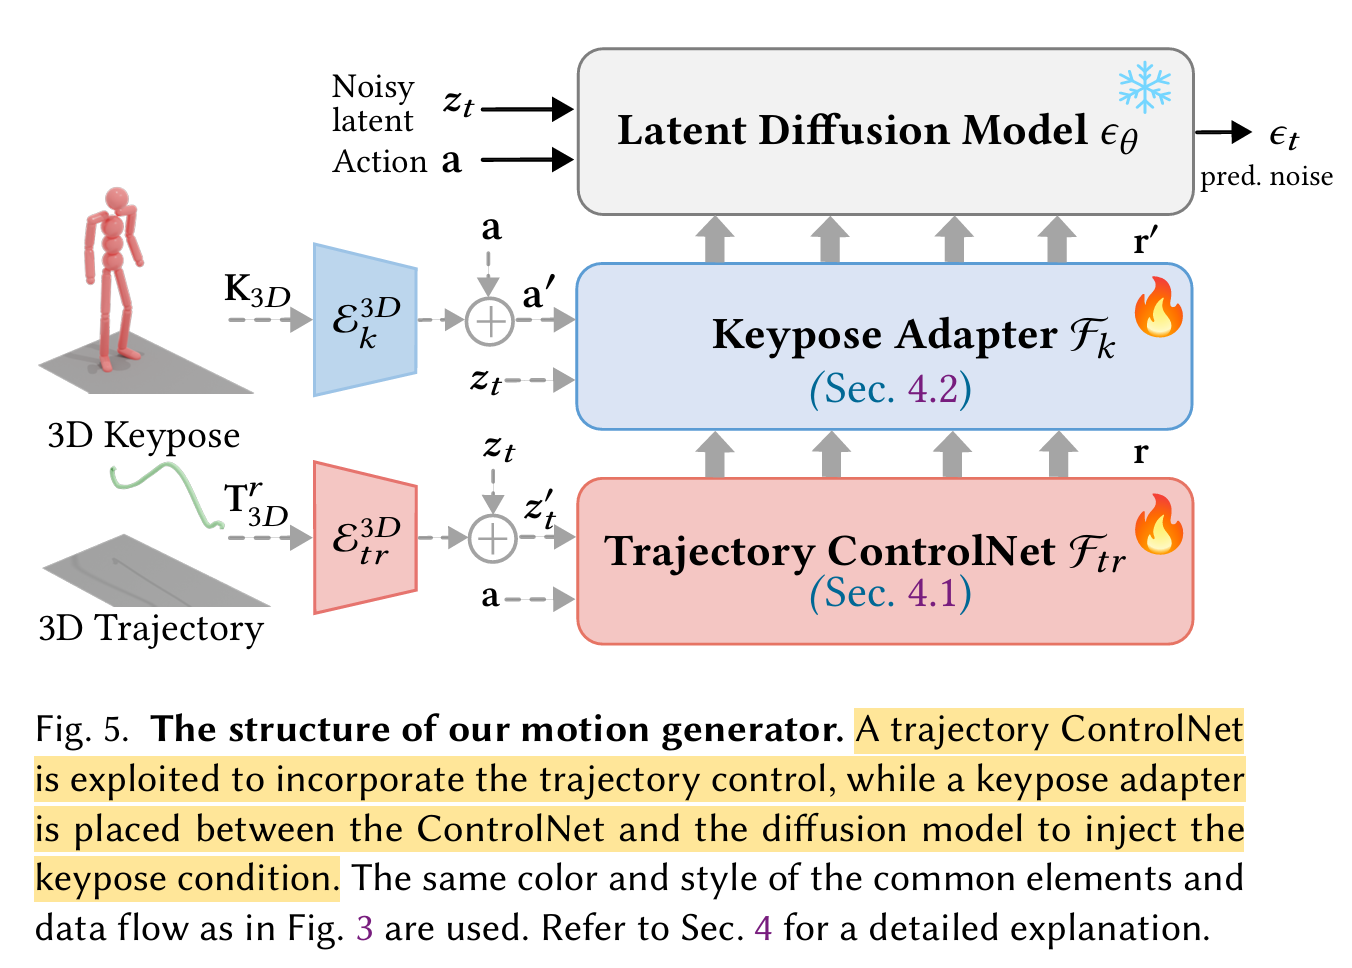 Noisy
latent z_t
Action a
Latent Diffusion Model ϵ_θ
ϵ_t
pred. noise
r′
a
K_3D
ℰ_k^3D
a′
z_t
Keypose Adapter ℱ_k
(Sec. 4.2)
3D Keypose
r
z_t
T^r_3D
ℰ_tr^3D
z′_t
a
Trajectory ControlNet ℱ_tr
(Sec. 4.1)
3D Trajectory
Fig. 5. The structure of our motion generator. A trajectory ControlNet
is exploited to incorporate the trajectory control, while a keypose adapter
is placed between the ControlNet and the diffusion model to inject the
keypose condition. The same color and style of the common elements and
data flow as in Fig. 3 are used. Refer to Sec. 4 for a detailed explanation.